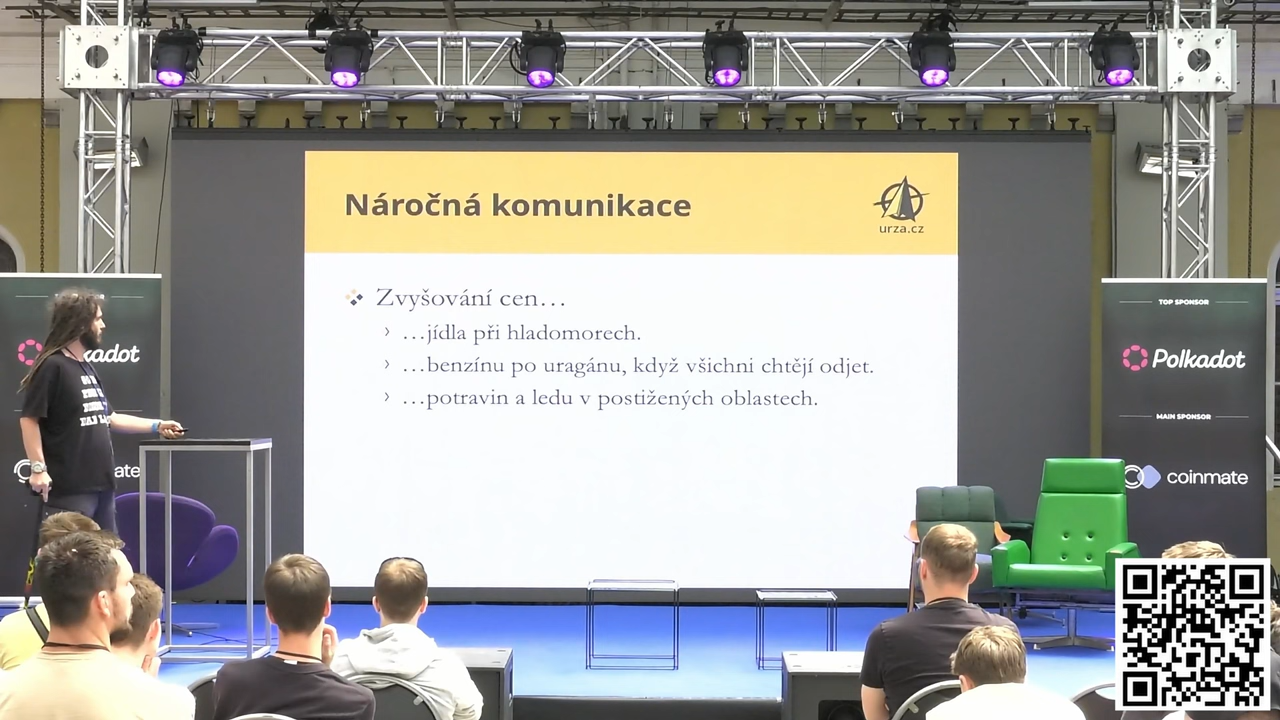 Náročná komunikace
urza.cz
Zvyšování cen…
…jídla při hladomorech.
…benzínu po uragánu, když všichni chtějí odjet.
…potravin a ledu v postižených oblastech.
TOP SPONSOR
Polkadot
MAIN SPONSOR
coinmate